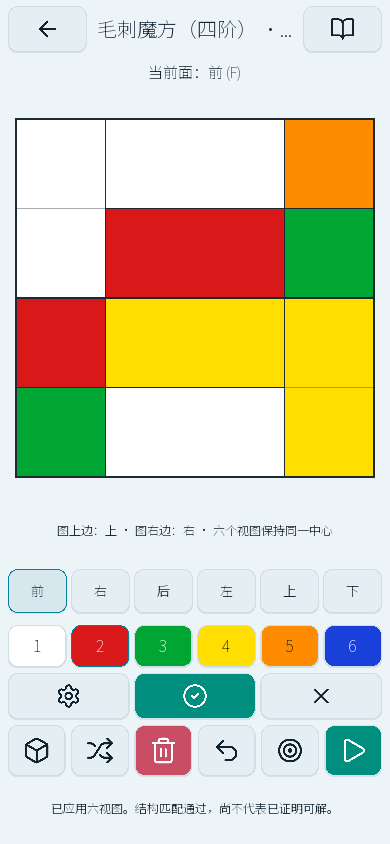 毛刺魔方（四阶） · ...
当前面：前 (F)
图上边：上 · 图右边：右 · 六个视图保持同一中心
前 右 后 左 上 下
1 2 3 4 5 6
已应用六视图。结构匹配通过，尚不代表已证明可解。